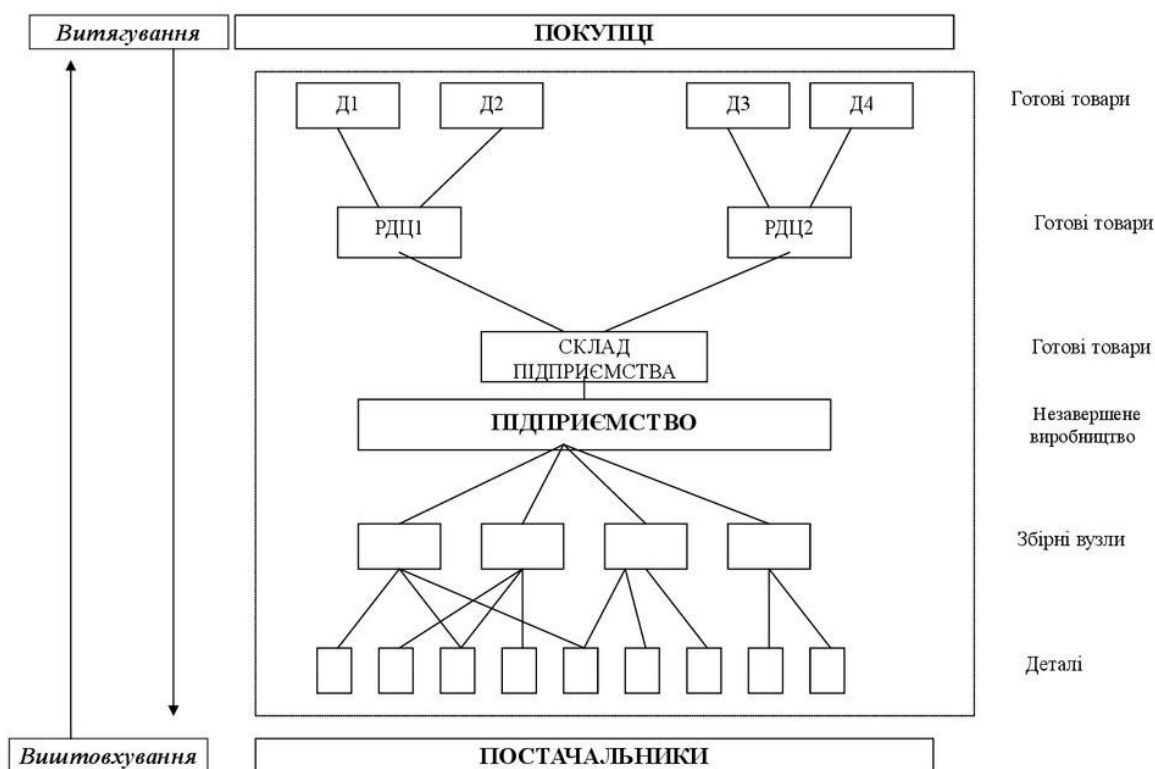 Витягування
ПОКУПЦІ
Д1
Д2
Д3
Д4
Готові товари
РДЦ1
РДЦ2
Готові товари
СКЛАД
ПІДПРИЄМСТВА
Готові товари
ПІДПРИЄМСТВО
Незавершене
виробництво
Збірні вузли
Деталі
Виштовхування
ПОСТАЧАЛЬНИКИ